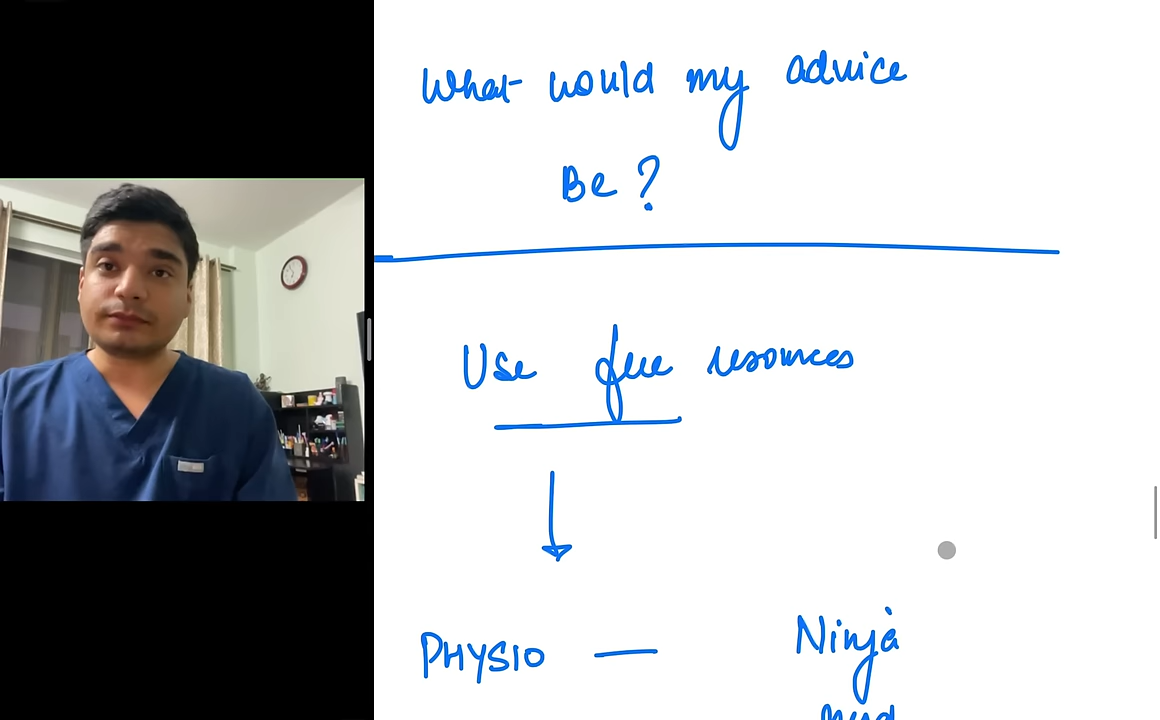 What would my advice
Be?
Use free resources
PHYSIO — Ninja